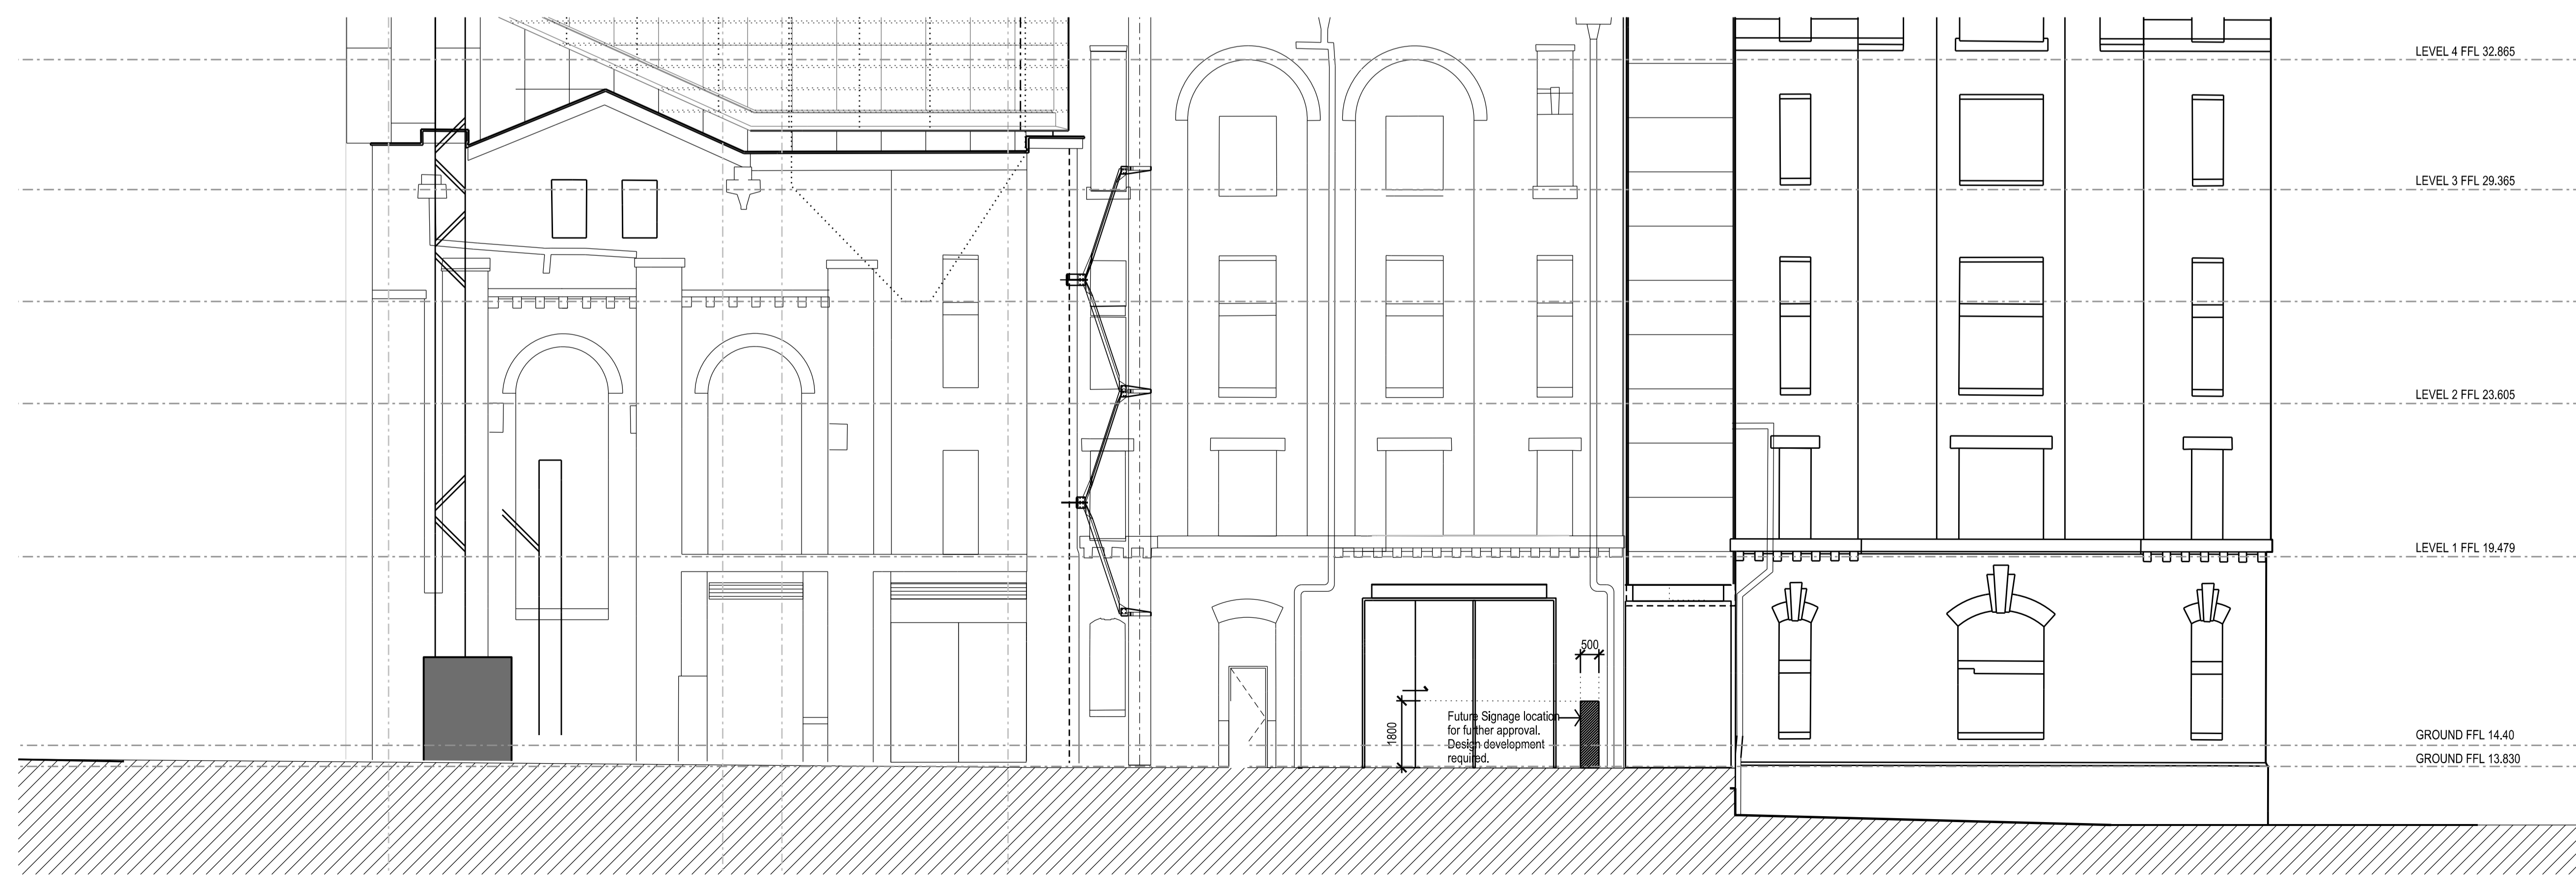 LEVEL 4 FFL 32.865
LEVEL 3 FFL 29.365
LEVEL 2 FFL 23.605
LEVEL 1 FFL 19.479
500
1800
Future Signage location
for further approval.
Design development
required.
GROUND FFL 14.40
GROUND FFL 13.830